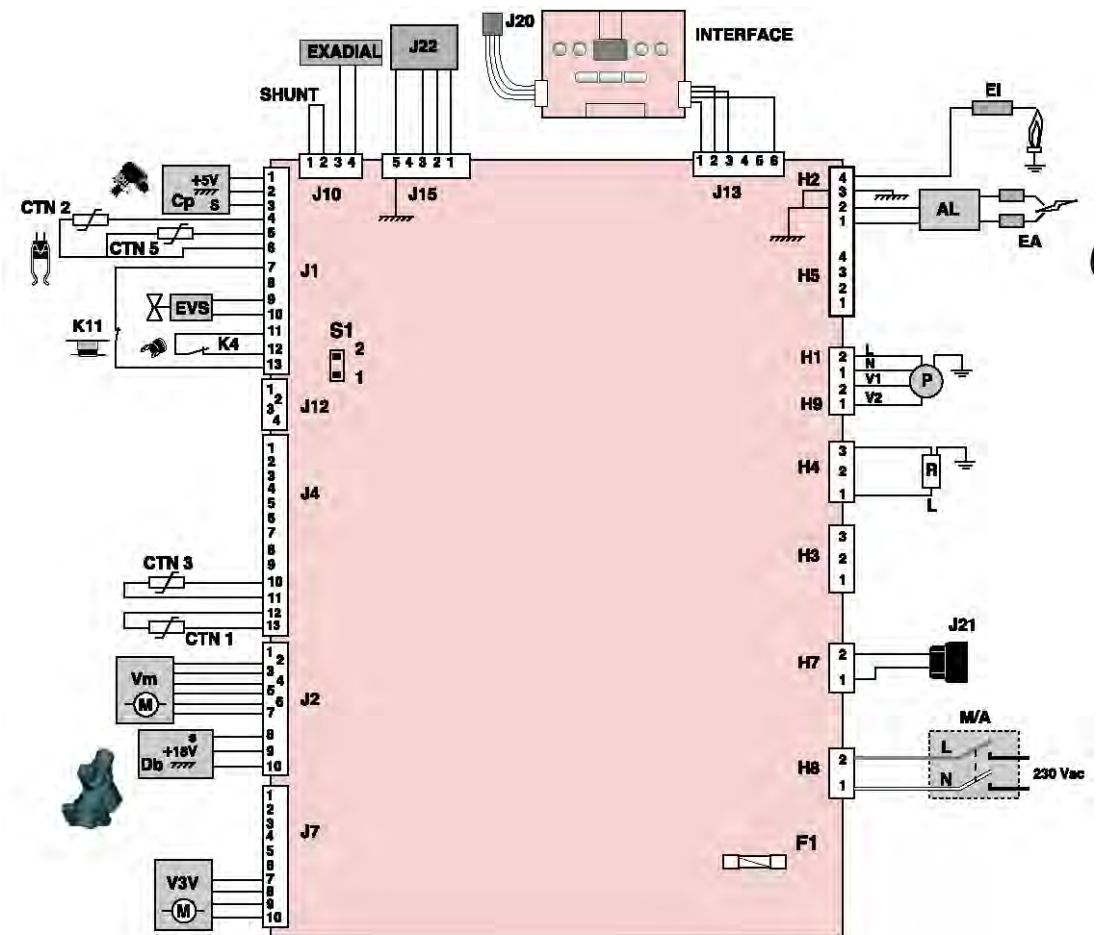 J20
INTERFACE
EXADIAL
J22
SHUNT
EI
1 2 3 4
5 4 3 2 1
1 2 3 4 5 6
J10
J15
J13
+5V
Cp s
1
2
3
4
5
6
7
8
9
10
11
12
13
J1
CTN 2
CTN 5
EVS
K11
K4
S1
2
1
1
2
3
4
J12
1
2
3
4
5
6
7
8
9
10
11
12
13
J4
CTN 3
CTN 1
1
2
3
4
5
6
7
8
9
10
J2
Vm
M
s
+18V
Db
1
2
3
4
5
6
7
8
9
10
J7
V3V
M
H2
4
3
2
1
AL
EA
H5
4
3
2
1
H1
2
1
L
N
V1
V2
P
H9
2
1
H4
3
2
1
R
L
H3
3
2
1
H7
2
1
J21
M/A
H8
2
1
L
N
230 Vac
F1